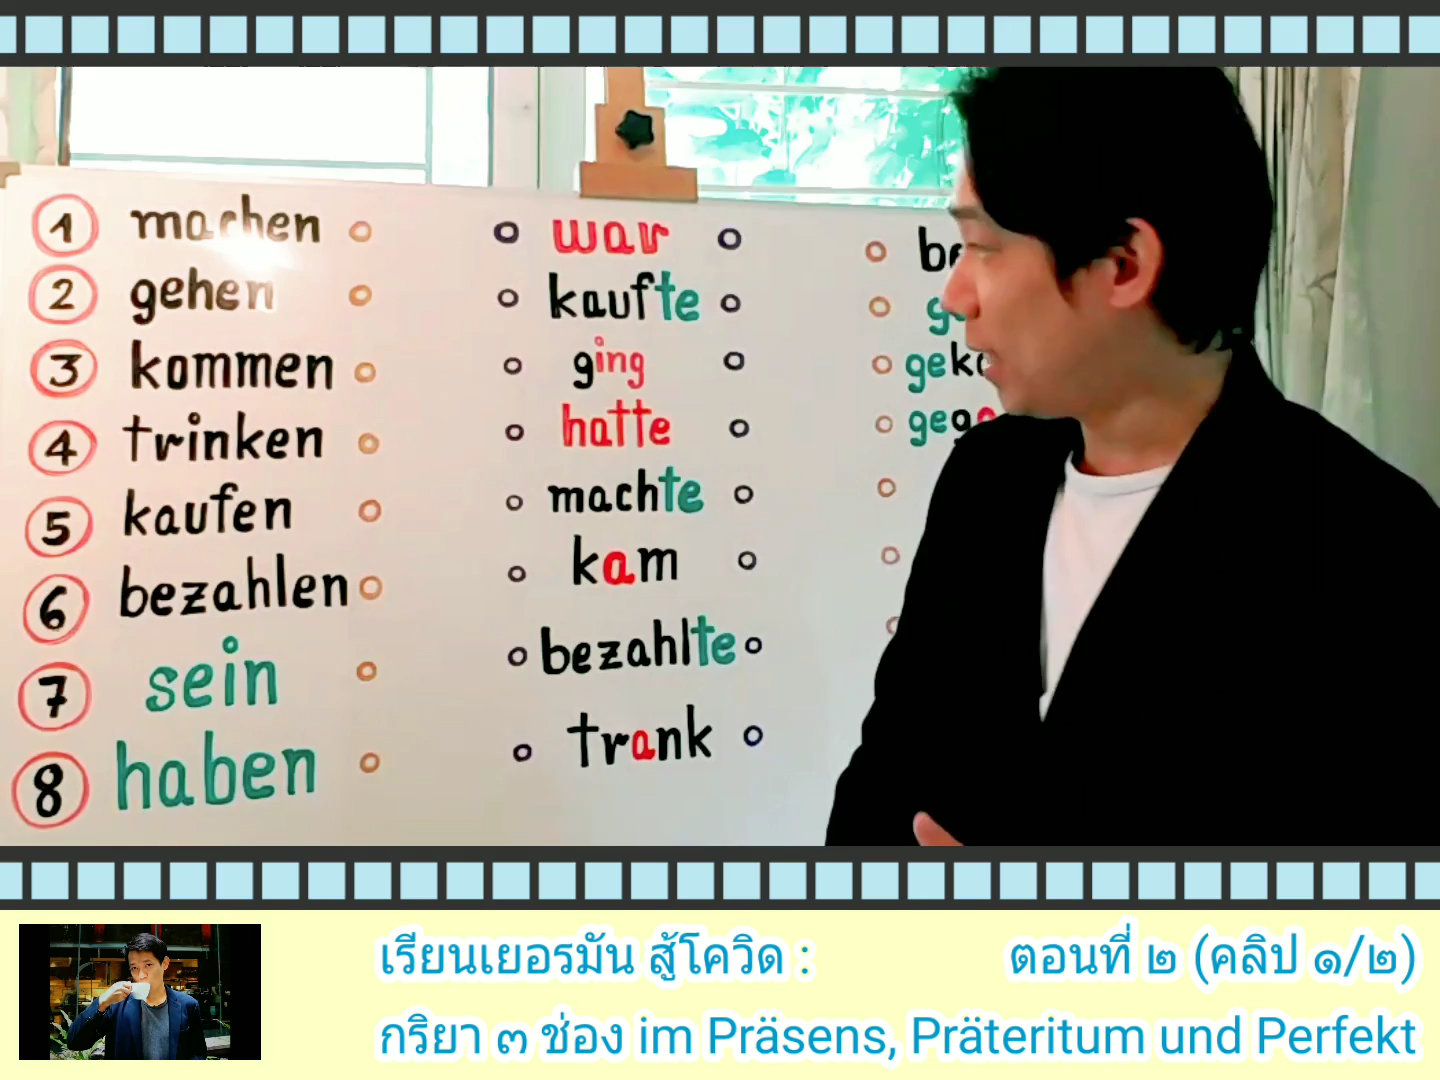 1 machen
2 gehen
3 kommen
4 trinken
5 kaufen
6 bezahlen
7 sein
8 haben
war
kaufte
ging
hatte
machte
kam
bezahlte
trank
เรียนเยอรมัน สู้โควิด : ตอนที่ ๒ (คลิป ๑/๒)
กริยา ๓ ช่อง im Präsens, Präteritum und Perfekt